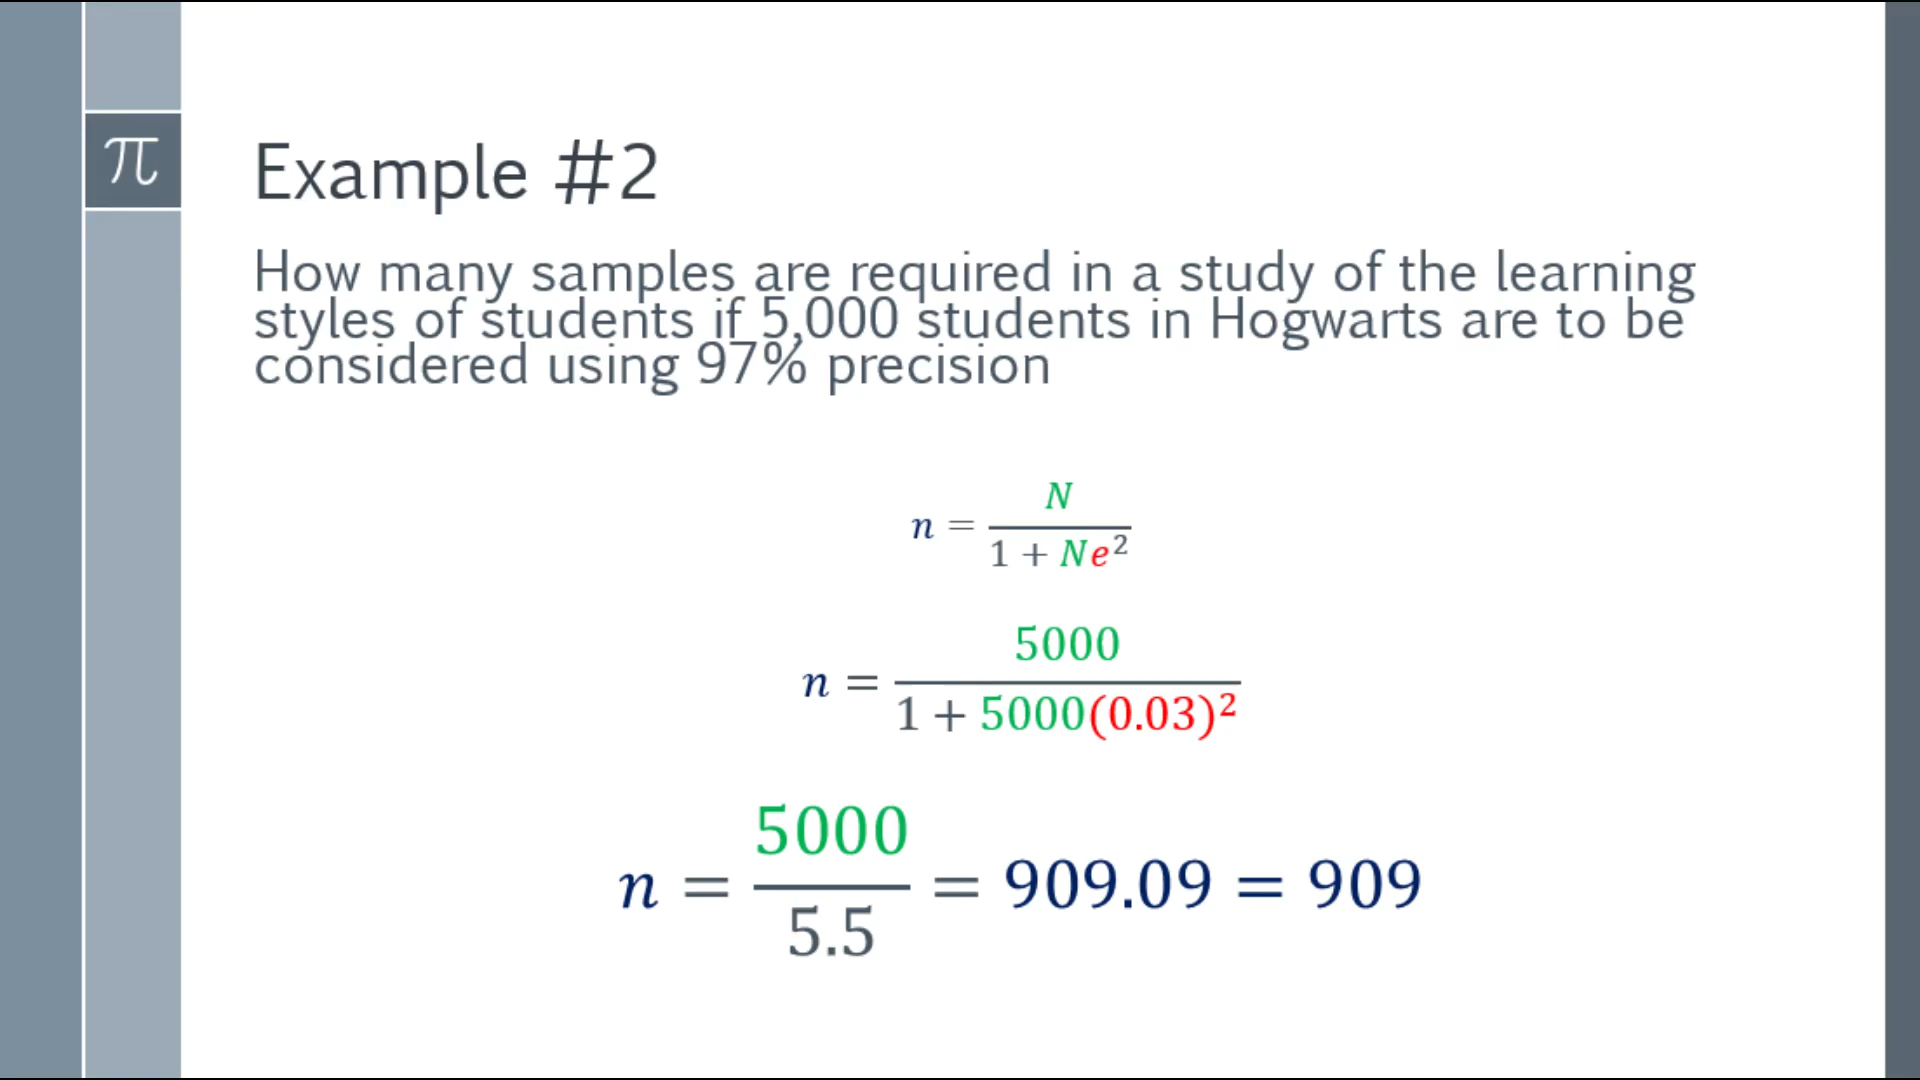 π
Example #2
How many samples are required in a study of the learning
styles of students if 5,000 students in Hogwarts are to be
considered using 97% precision
n = N / (1 + Ne²)
n = 5000 / (1 + 5000(0.03)²)
n = 5000 / 5.5 = 909.09 = 909